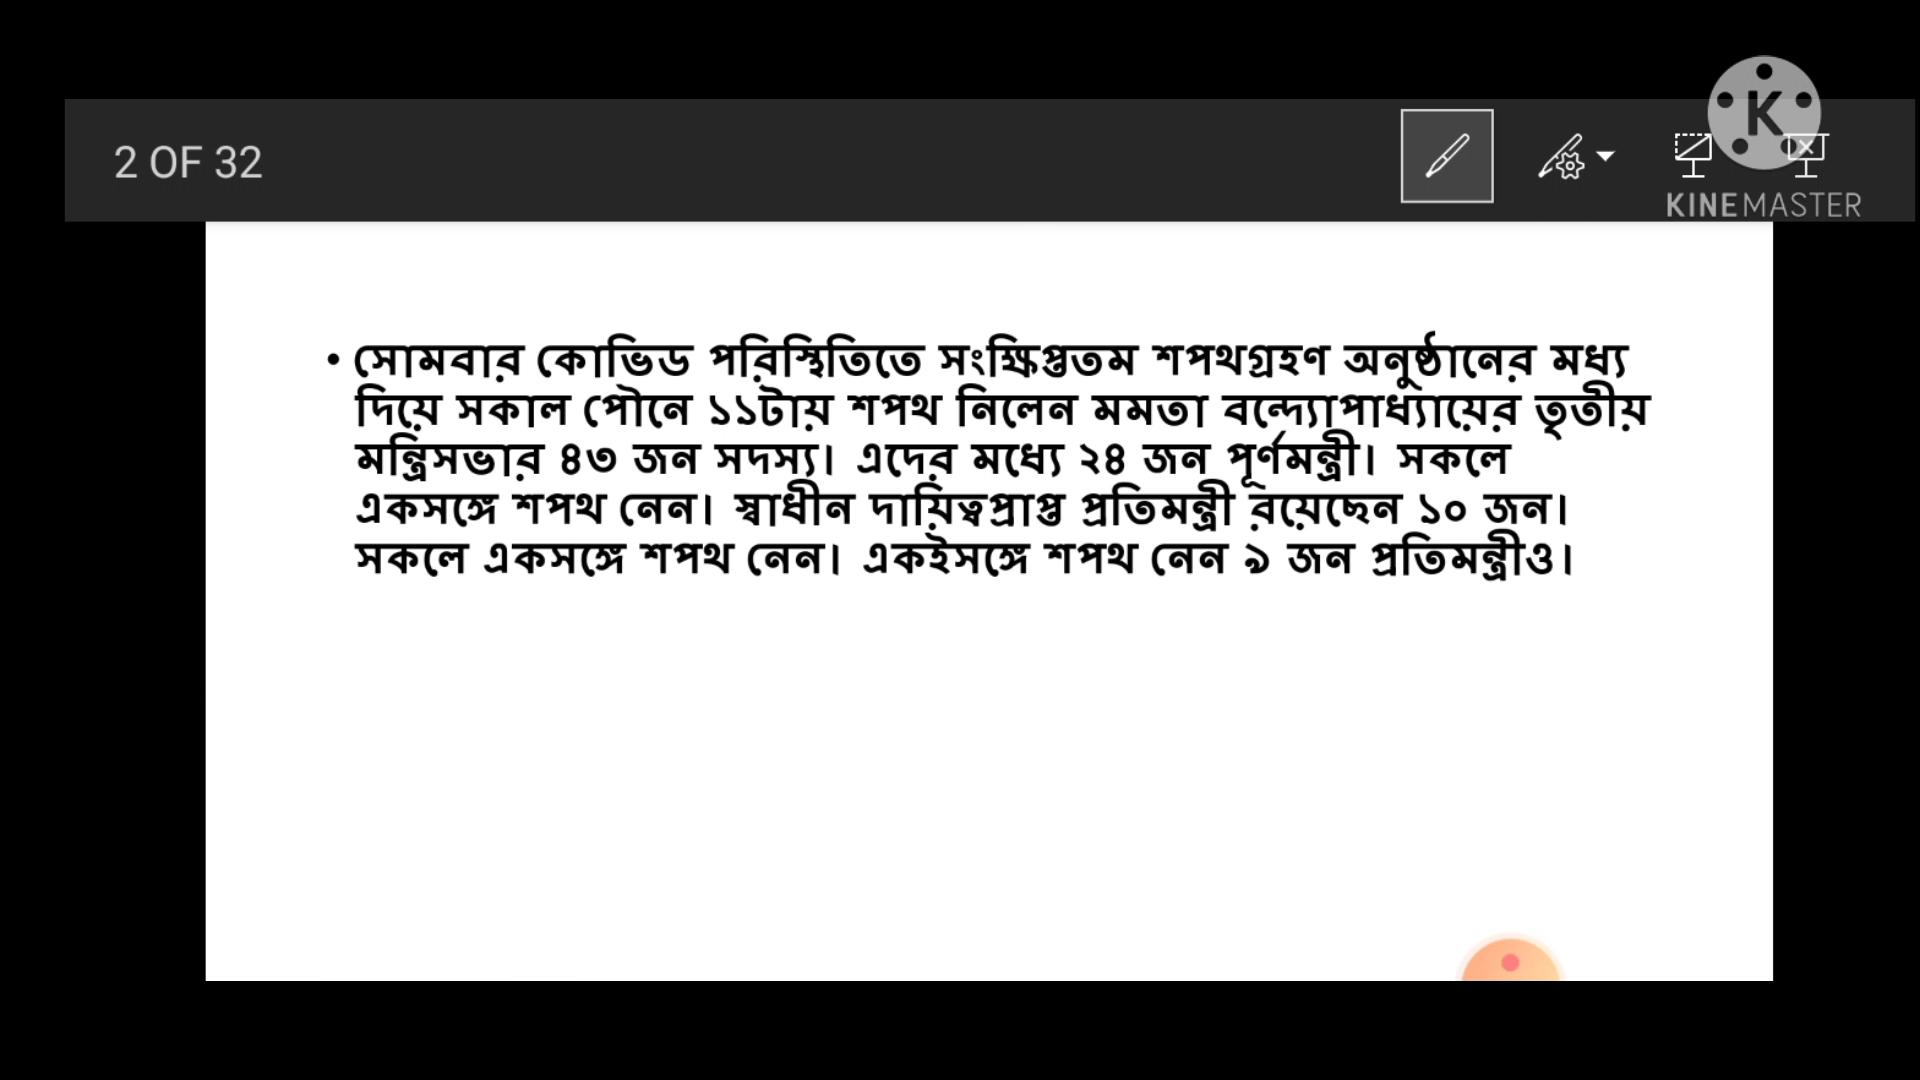 2 OF 32
K
KINEMASTER
• সোমবার কোভিড পরিস্থিতিতে সংক্ষিপ্ততম শপথগ্রহণ অনুষ্ঠানের মধ্য
দিয়ে সকাল পৌনে ১১টায় শপথ নিলেন মমতা বন্দ্যোপাধ্যায়ের তৃতীয়
মন্ত্রিসভার ৪৩ জন সদস্য। এদের মধ্যে ২৪ জন পূর্ণমন্ত্রী। সকলে
একসঙ্গে শপথ নেন। স্বাধীন দায়িত্বপ্রাপ্ত প্রতিমন্ত্রী রয়েছেন ১০ জন।
সকলে একসঙ্গে শপথ নেন। একইসঙ্গে শপথ নেন ৯ জন প্রতিমন্ত্রীও।